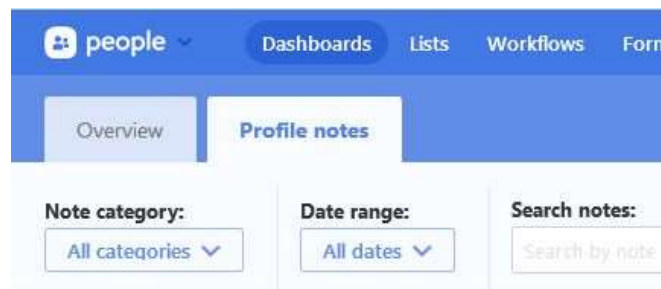 people Dashboards Lists Workflows Form
Overview Profile notes
Note category: Date range: Search notes:
All categories All dates Search by note